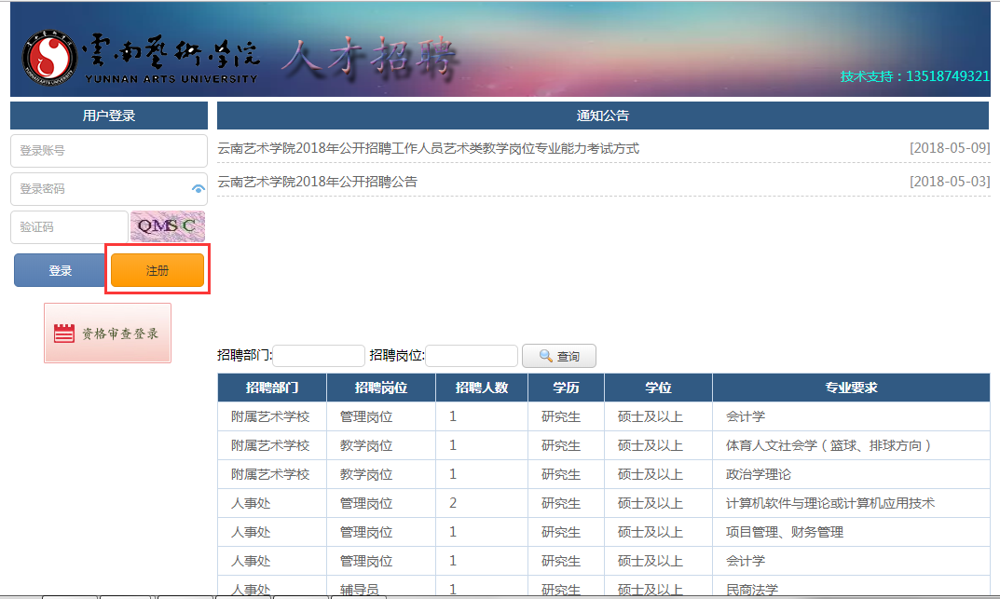 雲南藝術學院
YUNNAN ARTS UNIVERSITY
人才招聘
技术支持：13518749321
用户登录
登录账号
登录密码
验证码
QMSC
登录
注册
资格审查登录
通知公告
云南艺术学院2018年公开招聘工作人员艺术类教学岗位专业能力考试方式 [2018-05-09]
云南艺术学院2018年公开招聘公告 [2018-05-03]
招聘部门: 招聘岗位: 查询
招聘部门 招聘岗位 招聘人数 学历 学位 专业要求
附属艺术学校 管理岗位 1 研究生 硕士及以上 会计学
附属艺术学校 教学岗位 1 研究生 硕士及以上 体育人文社会学（篮球、排球方向）
附属艺术学校 教学岗位 1 研究生 硕士及以上 政治学理论
人事处 管理岗位 2 研究生 硕士及以上 计算机软件与理论或计算机应用技术
人事处 管理岗位 1 研究生 硕士及以上 项目管理、财务管理
人事处 管理岗位 1 研究生 硕士及以上 会计学
人事处 辅导员 1 研究生 硕士及以上 民商法学